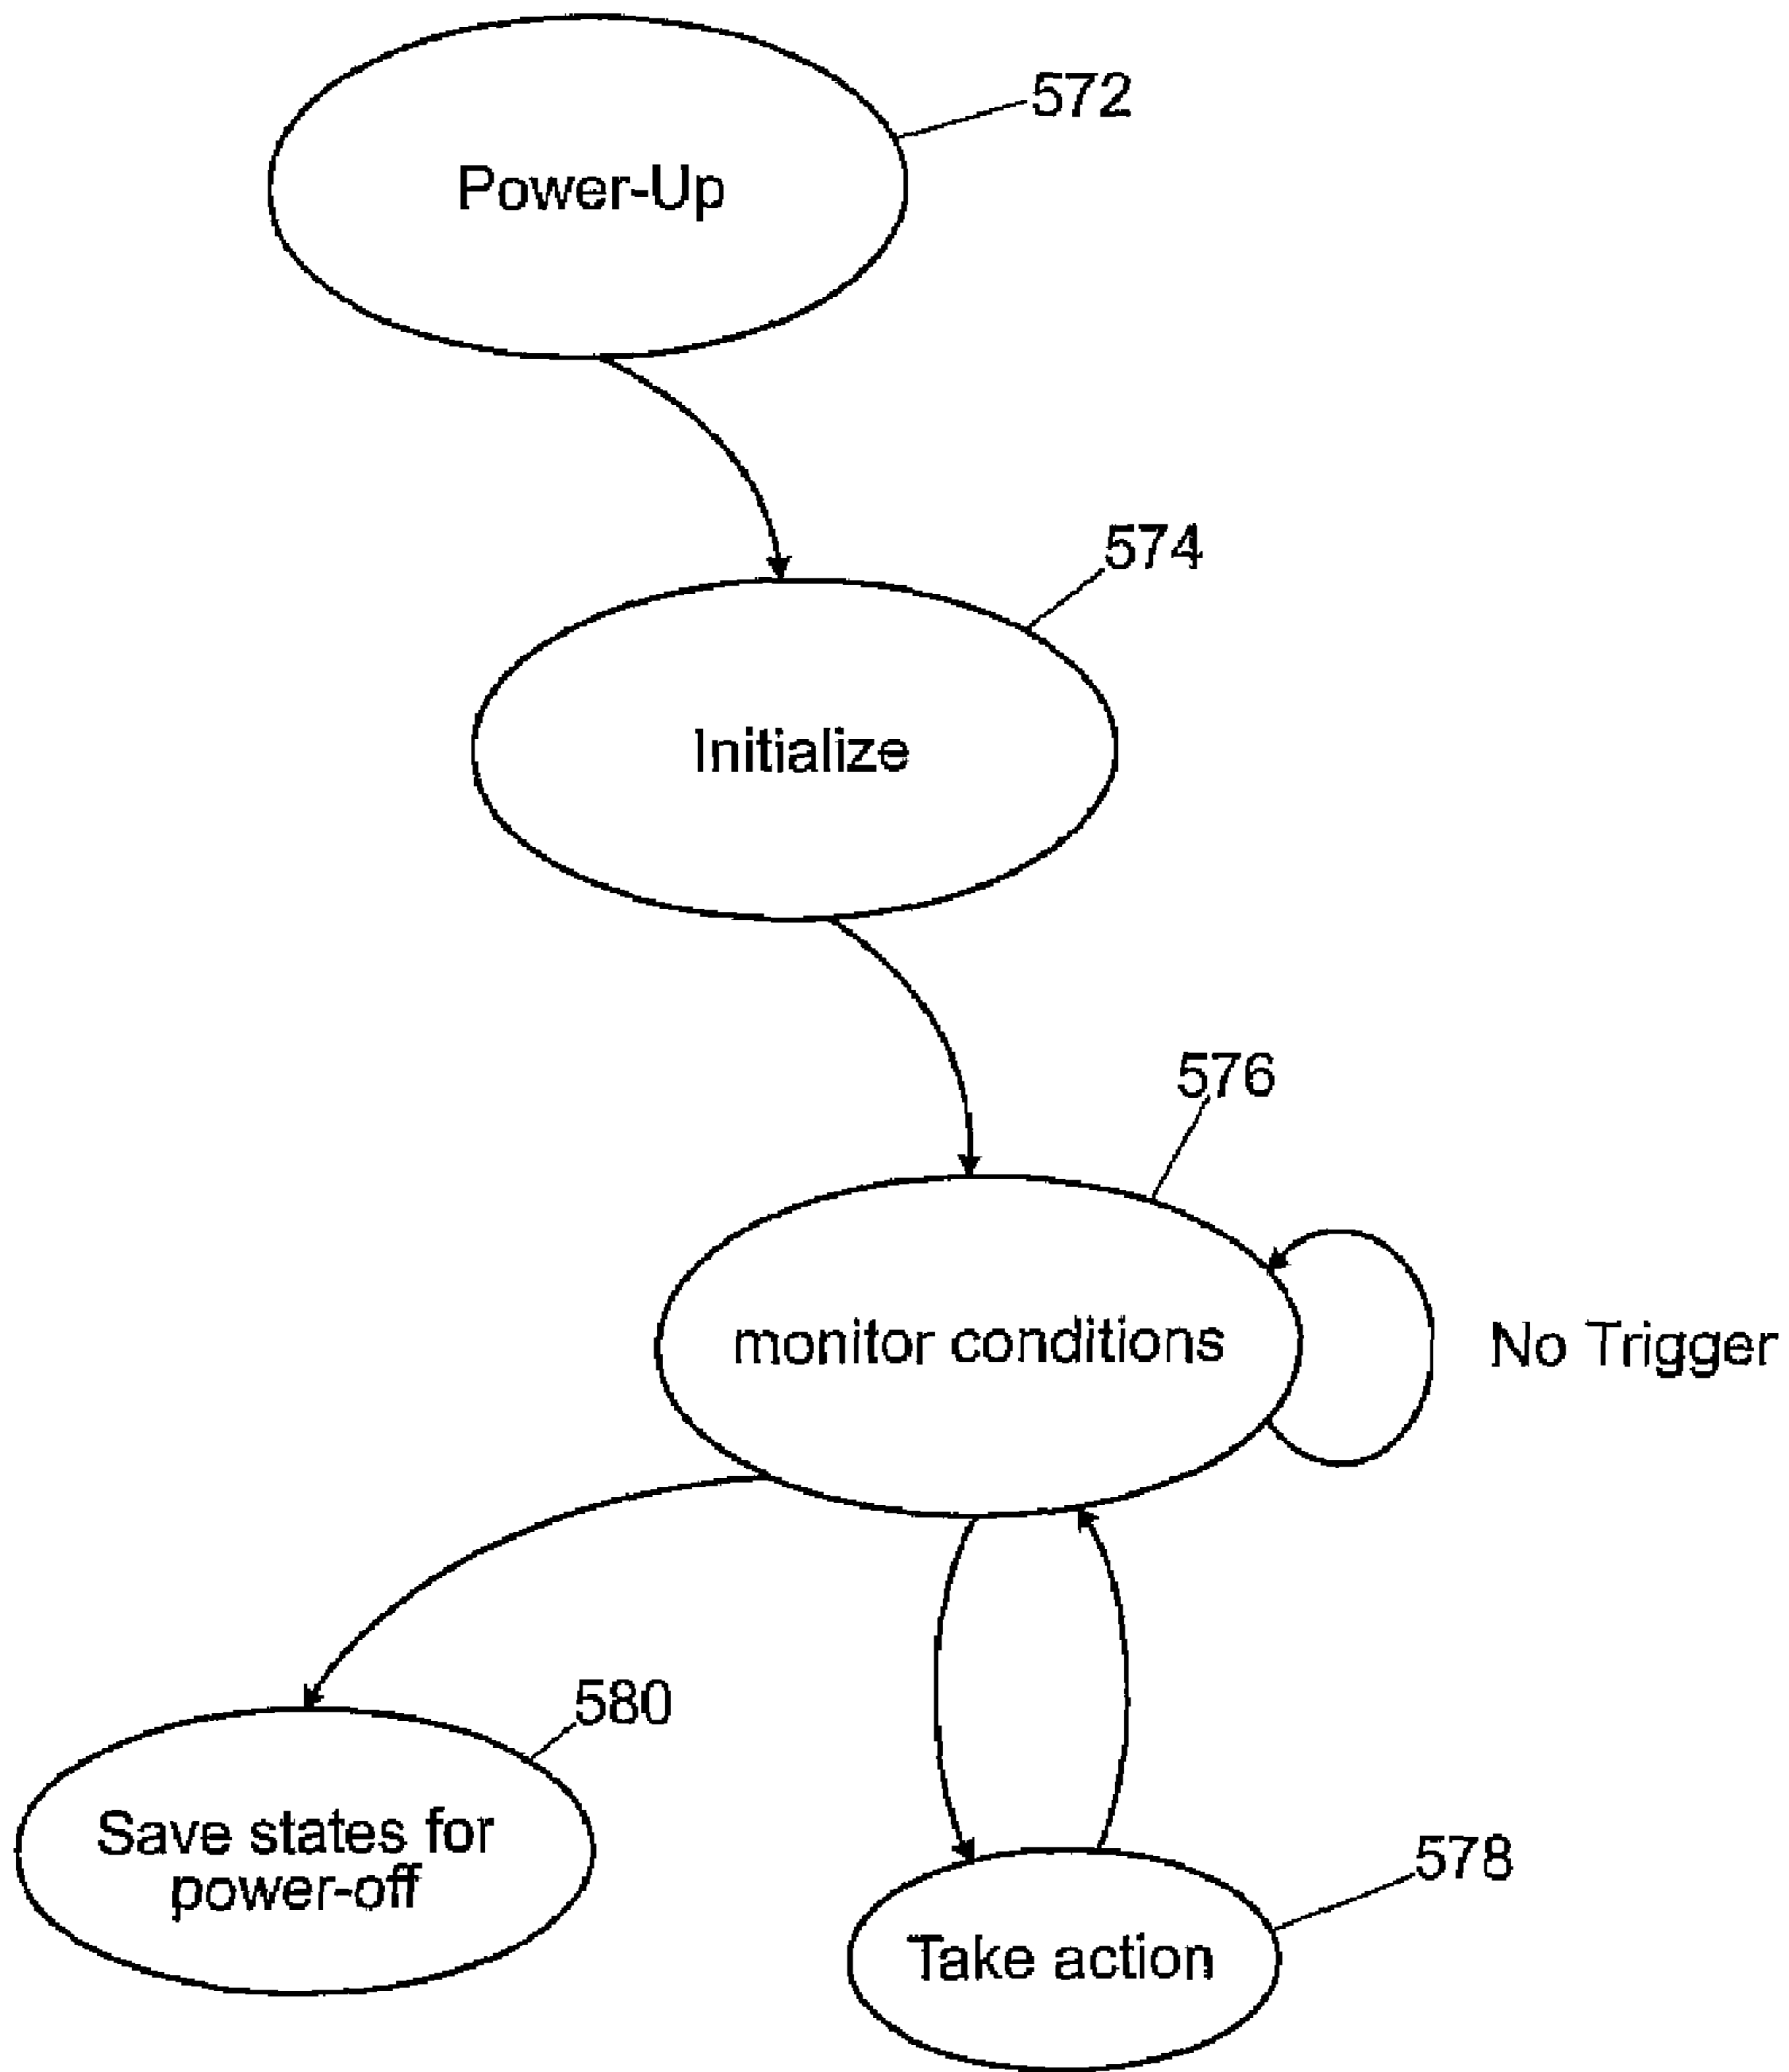 572
Power-Up
574
Initialize
576
monitor conditions
No Trigger
580
Save states for
power-off
578
Take action